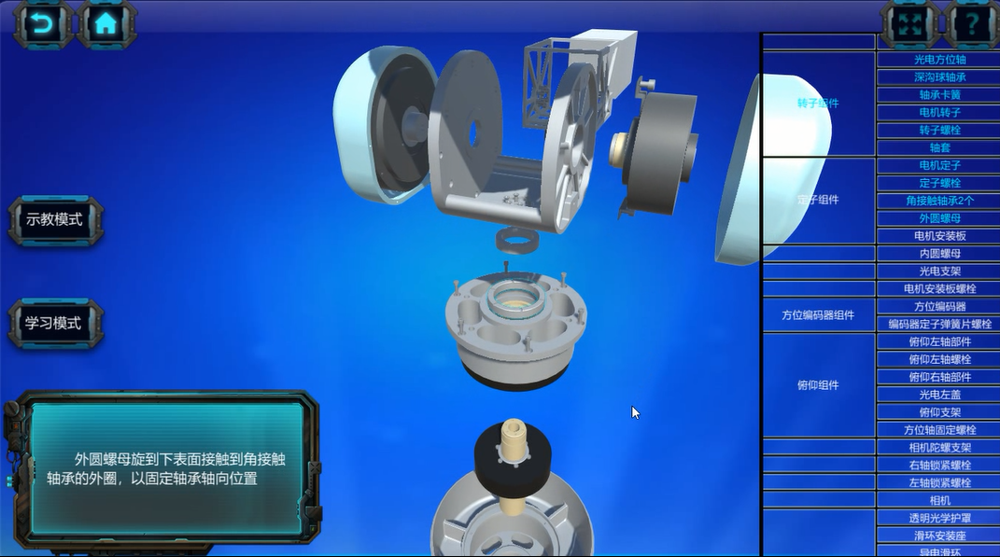 ?
示教模式
学习模式
外圆螺母旋到下表面接触到角接触
轴承的外圈，以固定轴承轴向位置
转子组件
光电方位轴
深沟球轴承
轴承卡簧
电机转子
转子螺栓
轴套
定子组件
电机定子
定子螺栓
角接触轴承2个
外圆螺母
电机安装板
内圆螺母
光电支架
电机安装板螺栓
方位编码器组件
方位编码器
编码器定子弹簧片螺栓
俯仰组件
俯仰左轴部件
俯仰左轴螺栓
俯仰右轴部件
光电左盖
俯仰支架
方位轴固定螺栓
相机陀螺支架
右轴锁紧螺栓
左轴锁紧螺栓
相机
透明光学护罩
滑环安装座
导电滑环